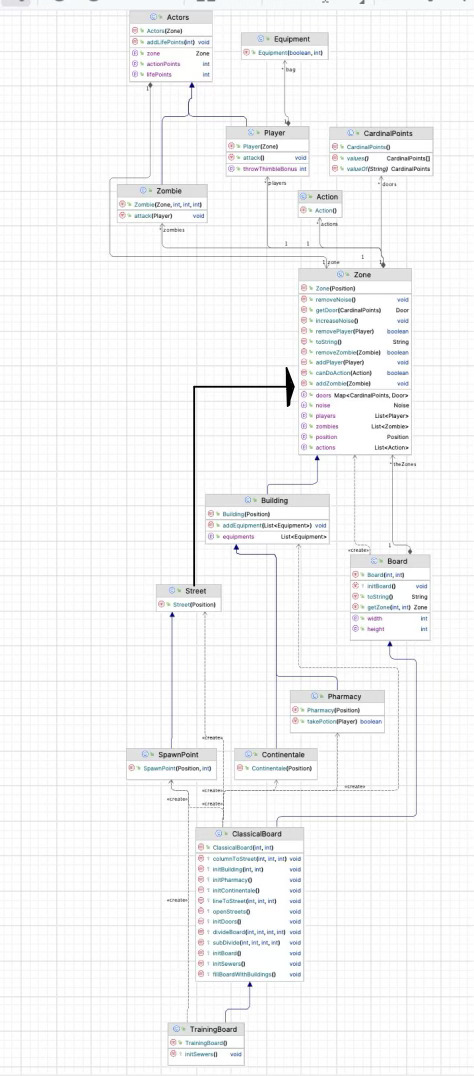 Actors
Actors(Zone)
addLifePoints(int) void
zone Zone
actionPoints int
lifePoints int
Equipment
Equipment(boolean, int)
1
* bag
1
Player
Player(Zone)
attack() void
throwThimbleBonus int
CardinalPoints
CardinalPoints()
values() CardinalPoints[]
valueOf(String) CardinalPoints
Zombie
Zombie(Zone, int, int, int)
attack(Player) void
* players
* doors
Action
Action()
* actions
* zombies
1
1
1
1 zone
1
Zone
Zone(Position)
removeNoise() void
getDoor(CardinalPoints) Door
increaseNoise() void
removePlayer(Player) boolean
toString() String
removeZombie(Zombie) boolean
addPlayer(Player) void
canDoAction(Action) boolean
addZombie(Zombie) void
doors Map<CardinalPoints, Door>
noise Noise
players List<Player>
zombies List<Zombie>
position Position
actions List<Action>
* theZones
Building
Building(Position)
addEquipment(List<Equipment>) void
equipments List<Equipment>
1
«create»
Board
Board(int, int)
initBoard() void
toString() String
getZone(int, int) Zone
width int
height int
Street
Street(Position)
Pharmacy
Pharmacy(Position)
takePotion(Player) boolean
«create»
SpawnPoint
SpawnPoint(Position, int)
Continentale
Continentale(Position)
«create»
«create»
«create»
ClassicalBoard
ClassicalBoard(int, int)
columnToStreet(int, int, int) void
initBuilding(int, int) void
initPharmacy() void
initContinentale() void
lineToStreet(int, int, int) void
openStreets() void
initDoors() void
divideBoard(int, int, int, int) void
subDivide(int, int, int, int) void
initBoard() void
initSewers() void
fillBoardWithBuildings() void
«create»
TrainingBoard
TrainingBoard()
initSewers() void